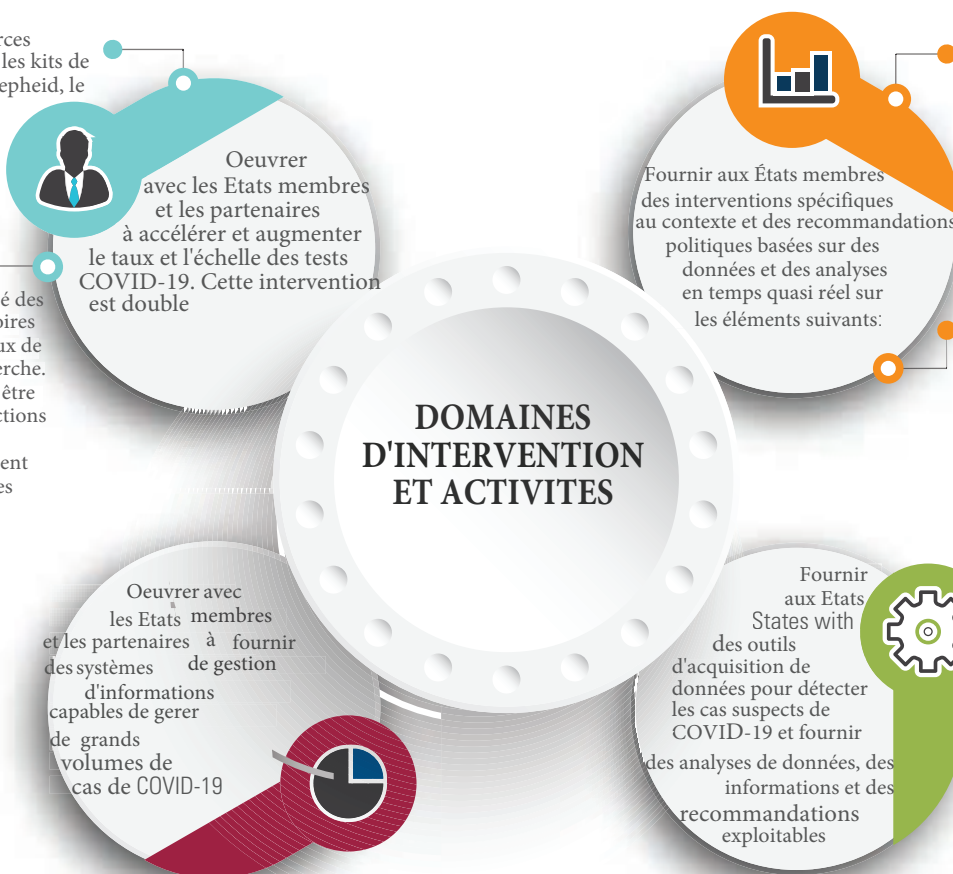 rces
les kits de
epheid, le
é des
oires
ux de
erche.
être
ctions
ent
es
Oeuvrer
avec les Etats membres
et les partenaires
à accélérer et augmenter
le taux et l'échelle des tests
COVID-19. Cette intervention
est double
Fournir aux États membres
des interventions spécifiques
au contexte et des recommandations
politiques basées sur des
données et des analyses
en temps quasi réel sur
les éléments suivants:
DOMAINES
D'INTERVENTION
ET ACTIVITES
Oeuvrer avec
les Etats membres
et les partenaires à fournir
des systèmes de gestion
d'informations
capables de gerer
de grands
volumes de
cas de COVID-19
Fournir
aux Etats
States with
des outils
d'acquisition de
données pour détecter
les cas suspects de
COVID-19 et fournir
des analyses de données, des
informations et des
recommandations
exploitables